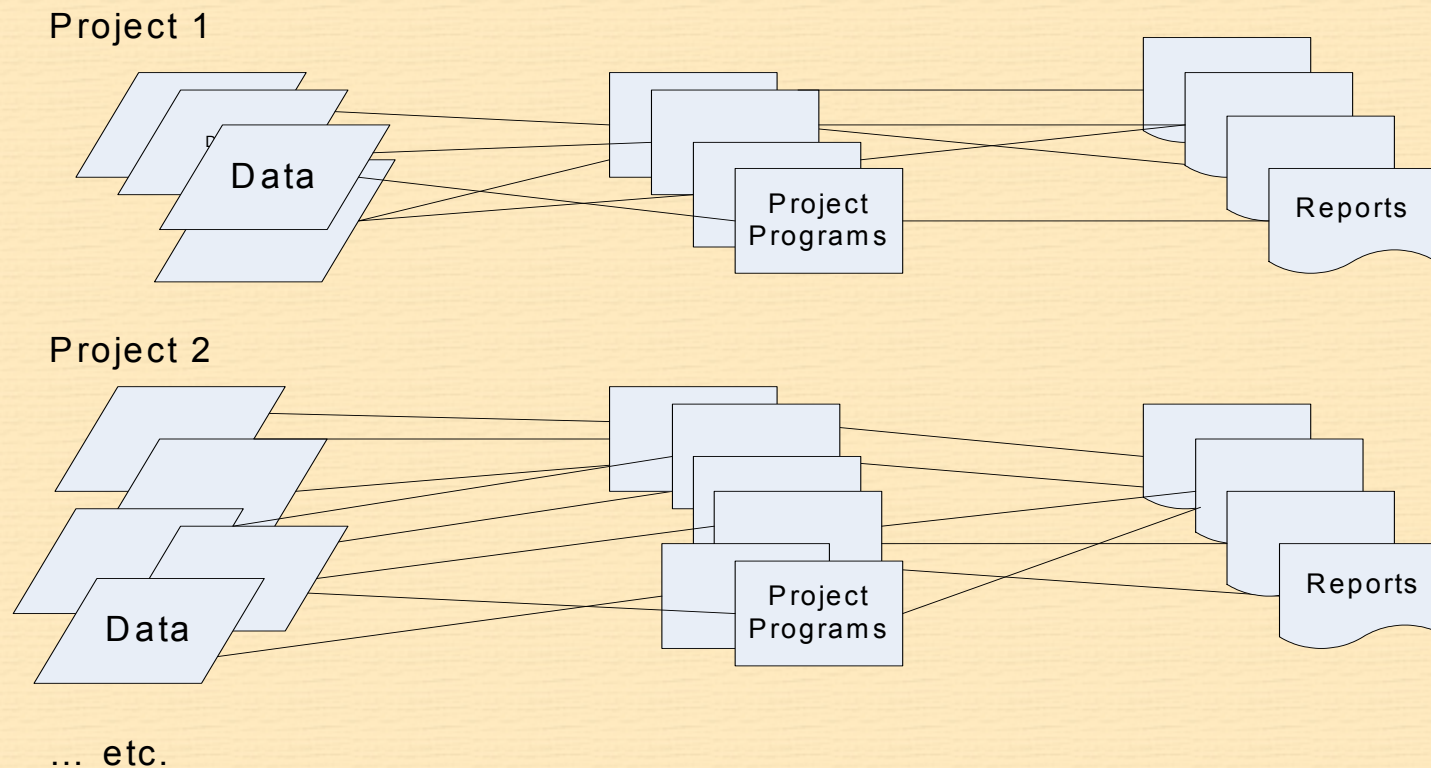 Project 1
D
Data
Project
Programs
Reports
Project 2
Data
Project
Programs
Reports
... etc.